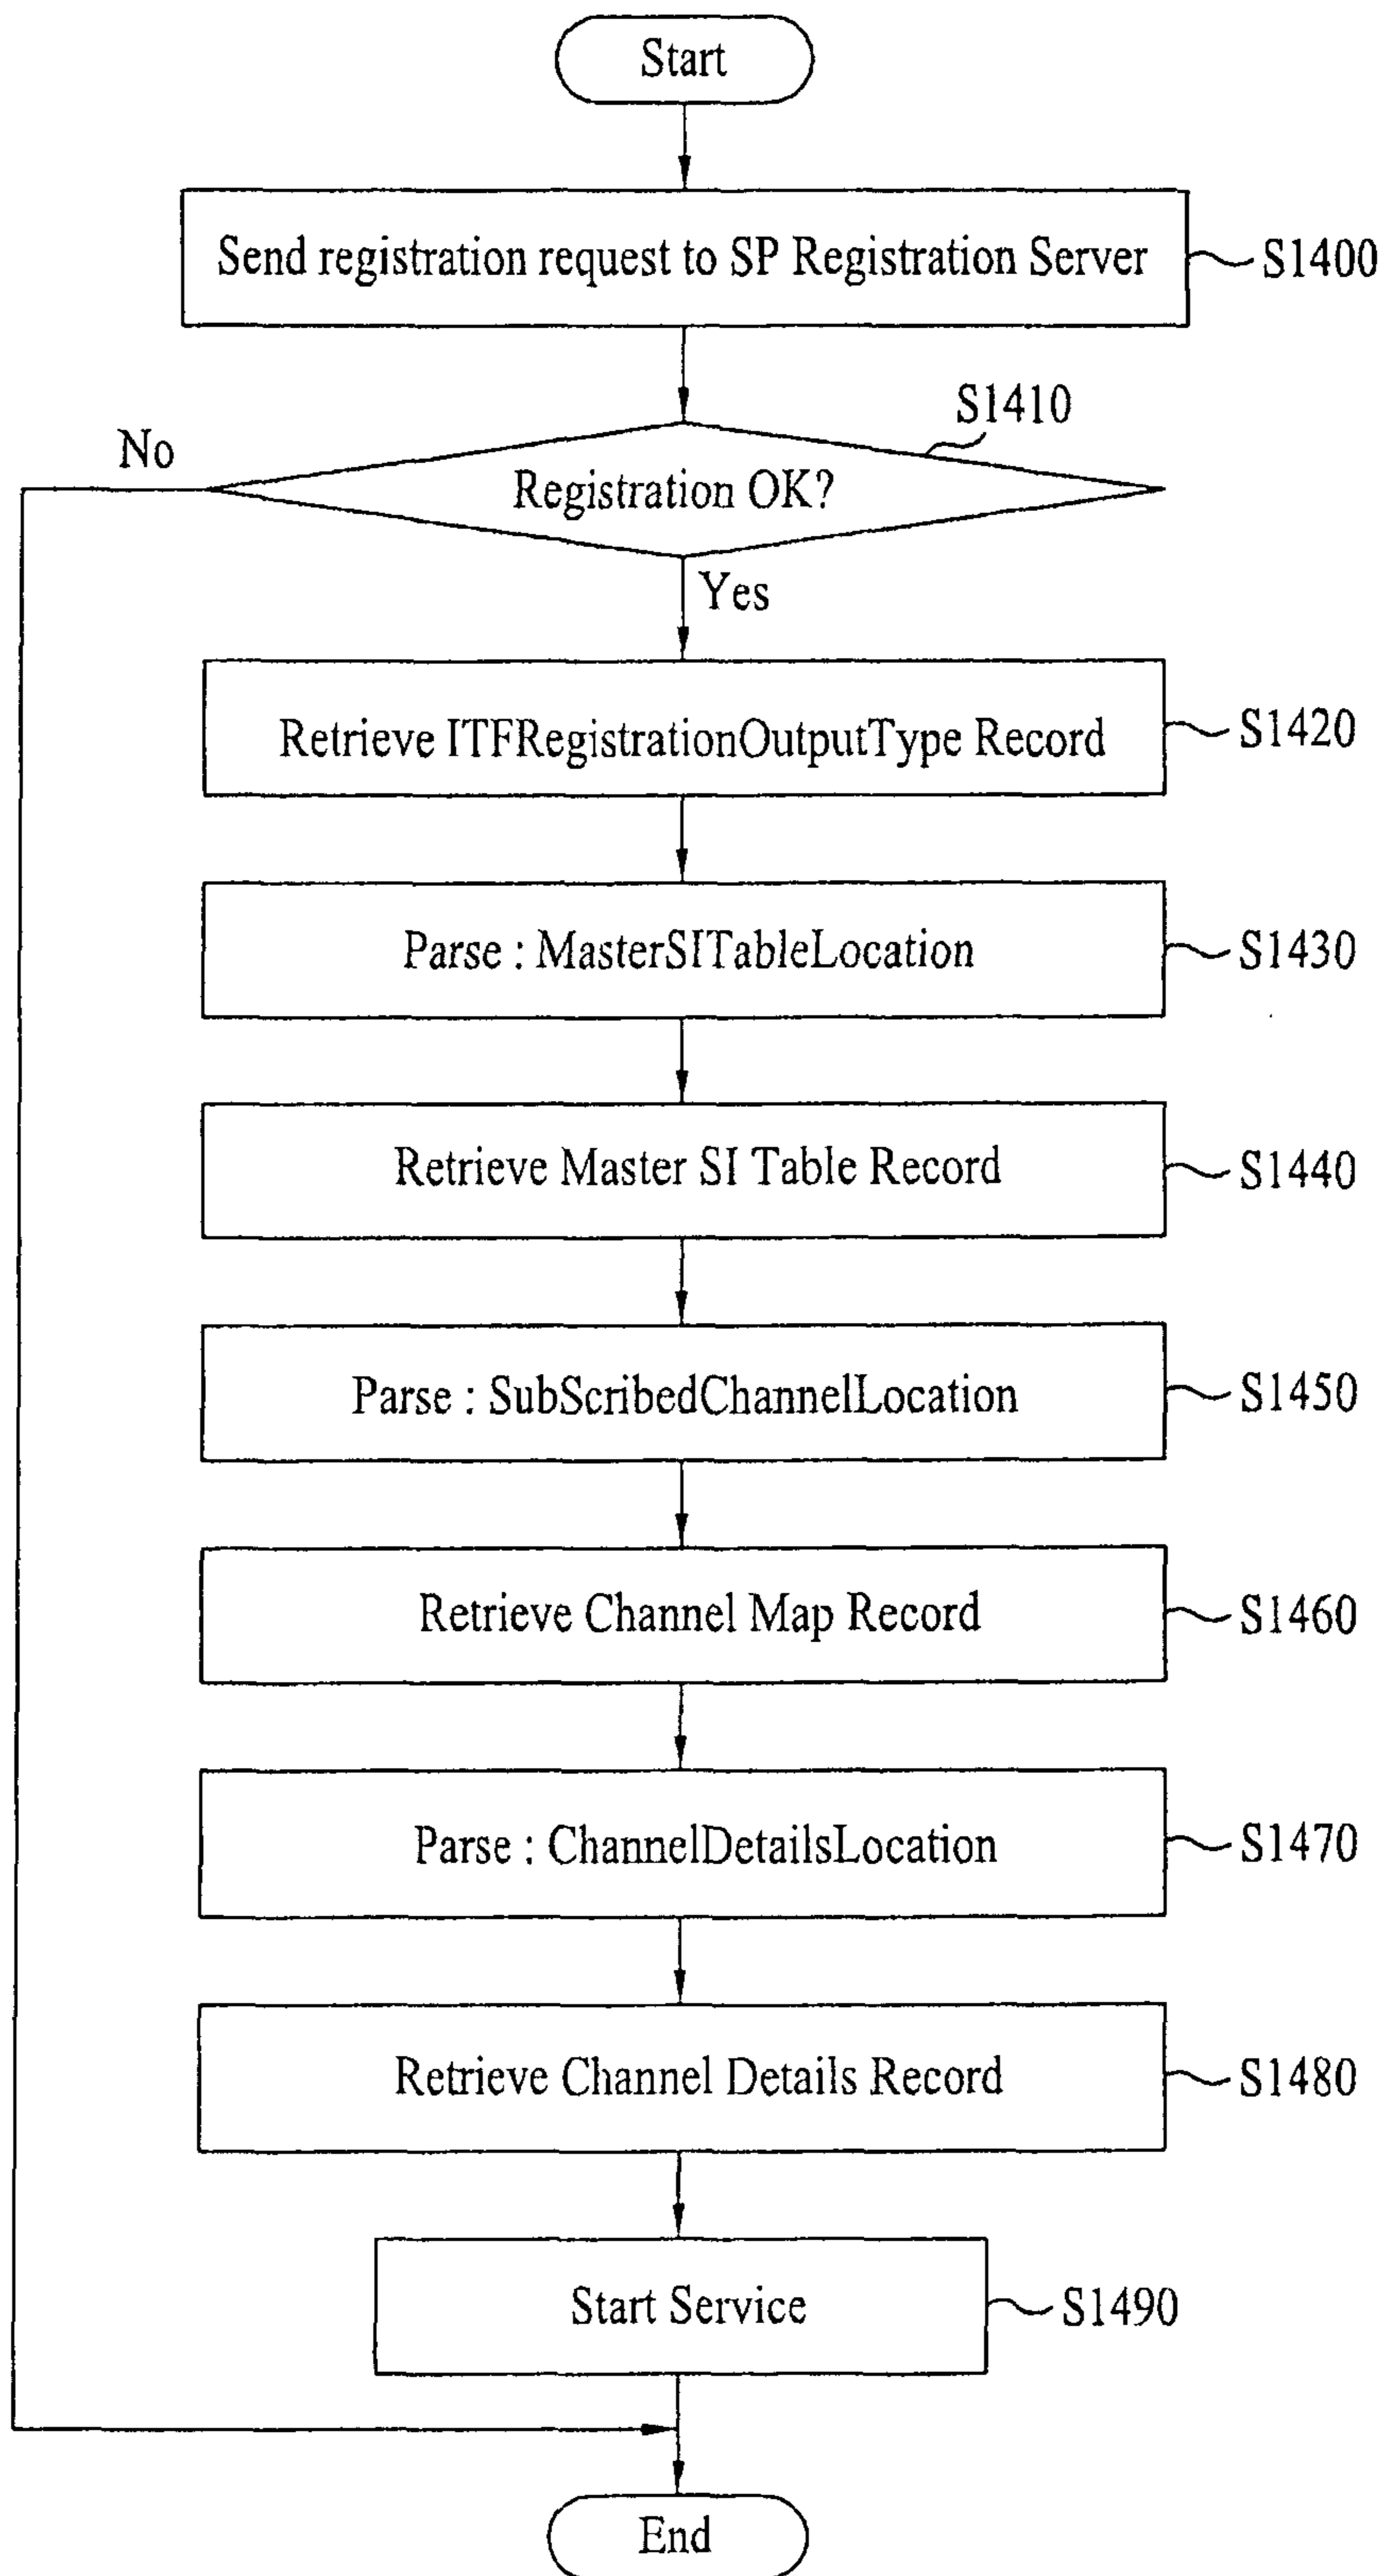 Start
Send registration request to SP Registration Server
S1400
S1410
No
Registration OK?
Yes
Retrieve ITFRegistrationOutputType Record
S1420
Parse : MasterSITableLocation
S1430
Retrieve Master SI Table Record
S1440
Parse : SubScribedChannelLocation
S1450
Retrieve Channel Map Record
S1460
Parse : ChannelDetailsLocation
S1470
Retrieve Channel Details Record
S1480
Start Service
S1490
End